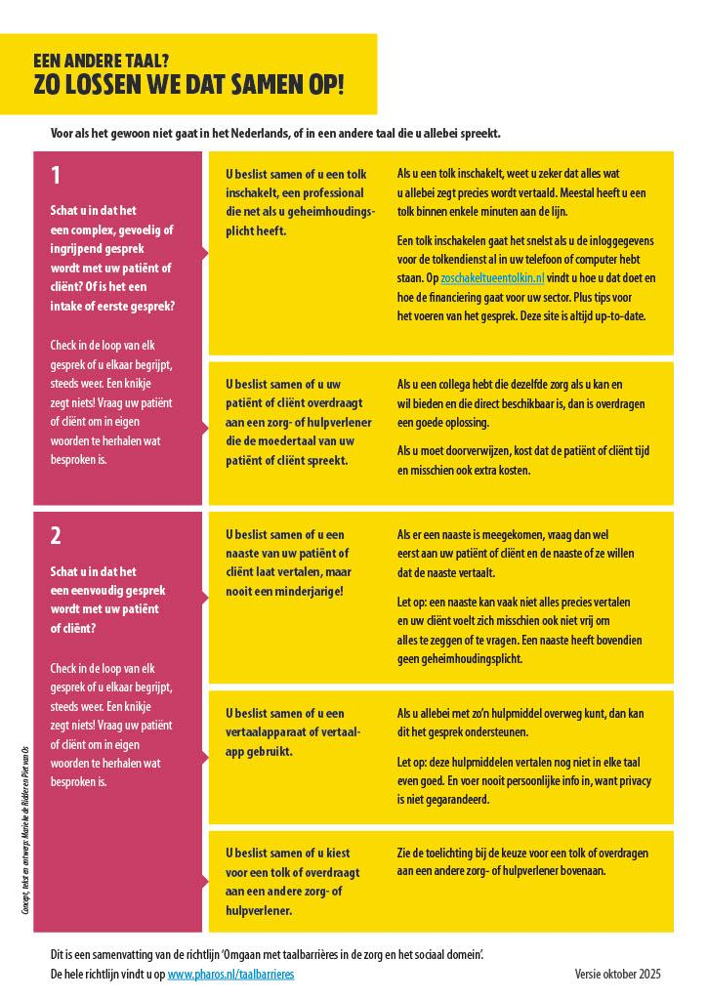 EEN ANDERE TAAL?
ZO LOSSEN WE DAT SAMEN OP!
Voor als het gewoon niet gaat in het Nederlands, of in een andere taal die u allebei spreekt.
1
Schat u in dat het
een complex, gevoelig of
ingrijpend gesprek
wordt met uw patiënt of
cliënt? Of is het een
intake of eerste gesprek?
Check in de loop van elk
gesprek of u elkaar begrijpt,
steeds weer. Een knikje
zegt niets! Vraag uw patiënt
of cliënt om in eigen
woorden te herhalen wat
besproken is.
U beslist samen of u een tolk
inschakelt, een professional
die net als u geheimhoudings-
plicht heeft.
Als u een tolk inschakelt, weet u zeker dat alles wat
u allebei zegt precies wordt vertaald. Meestal heeft u een
tolk binnen enkele minuten aan de lijn.
Een tolk inschakelen gaat het snelst als u de inloggegevens
voor de tolkendienst al in uw telefoon of computer hebt
staan. Op zoschakeltueentolkin.nl vindt u hoe u dat doet en
hoe de financiering gaat voor uw sector. Plus tips voor
het voeren van het gesprek. Deze site is altijd up-to-date.
U beslist samen of u uw
patiënt of cliënt overdraagt
aan een zorg- of hulpverlener
die de moedertaal van uw
patiënt of cliënt spreekt.
Als u een collega hebt die dezelfde zorg als u kan en
wil bieden en die direct beschikbaar is, dan is overdragen
een goede oplossing.
Als u moet doorverwijzen, kost dat de patiënt of cliënt tijd
en misschien ook extra kosten.
2
Schat u in dat het
een eenvoudig gesprek
wordt met uw patiënt
of cliënt?
Check in de loop van elk
gesprek of u elkaar begrijpt,
steeds weer. Een knikje
zegt niets! Vraag uw patiënt
of cliënt om in eigen
woorden te herhalen wat
besproken is.
U beslist samen of u een
naaste van uw patiënt of
cliënt laat vertalen, maar
nooit een minderjarige!
Als er een naaste is meegekomen, vraag dan wel
eerst aan uw patiënt of cliënt en de naaste of ze willen
dat de naaste vertaalt.
Let op: een naaste kan vaak niet alles precies vertalen
en uw cliënt voelt zich misschien ook niet vrij om
alles te zeggen of te vragen. Een naaste heeft bovendien
geen geheimhoudingsplicht.
U beslist samen of u een
vertaalapparaat of vertaal-
app gebruikt.
Als u allebei met zo'n hulpmiddel overweg kunt, dan kan
dit het gesprek ondersteunen.
Let op: deze hulpmiddelen vertalen nog niet in elke taal
even goed. En voer nooit persoonlijke info in, want privacy
is niet gegarandeerd.
U beslist samen of u kiest
voor een tolk of overdraagt
aan een andere zorg- of
hulpverlener.
Zie de toelichting bij de keuze voor een tolk of overdragen
aan een andere zorg- of hulpverlener bovenaan.
Concept, tekst en ontwerp: Marieke de Ridder en Piet van Os
Dit is een samenvatting van de richtlijn 'Omgaan met taalbarrières in de zorg en het sociaal domein'.
De hele richtlijn vindt u op www.pharos.nl/taalbarrieres
Versie oktober 2025